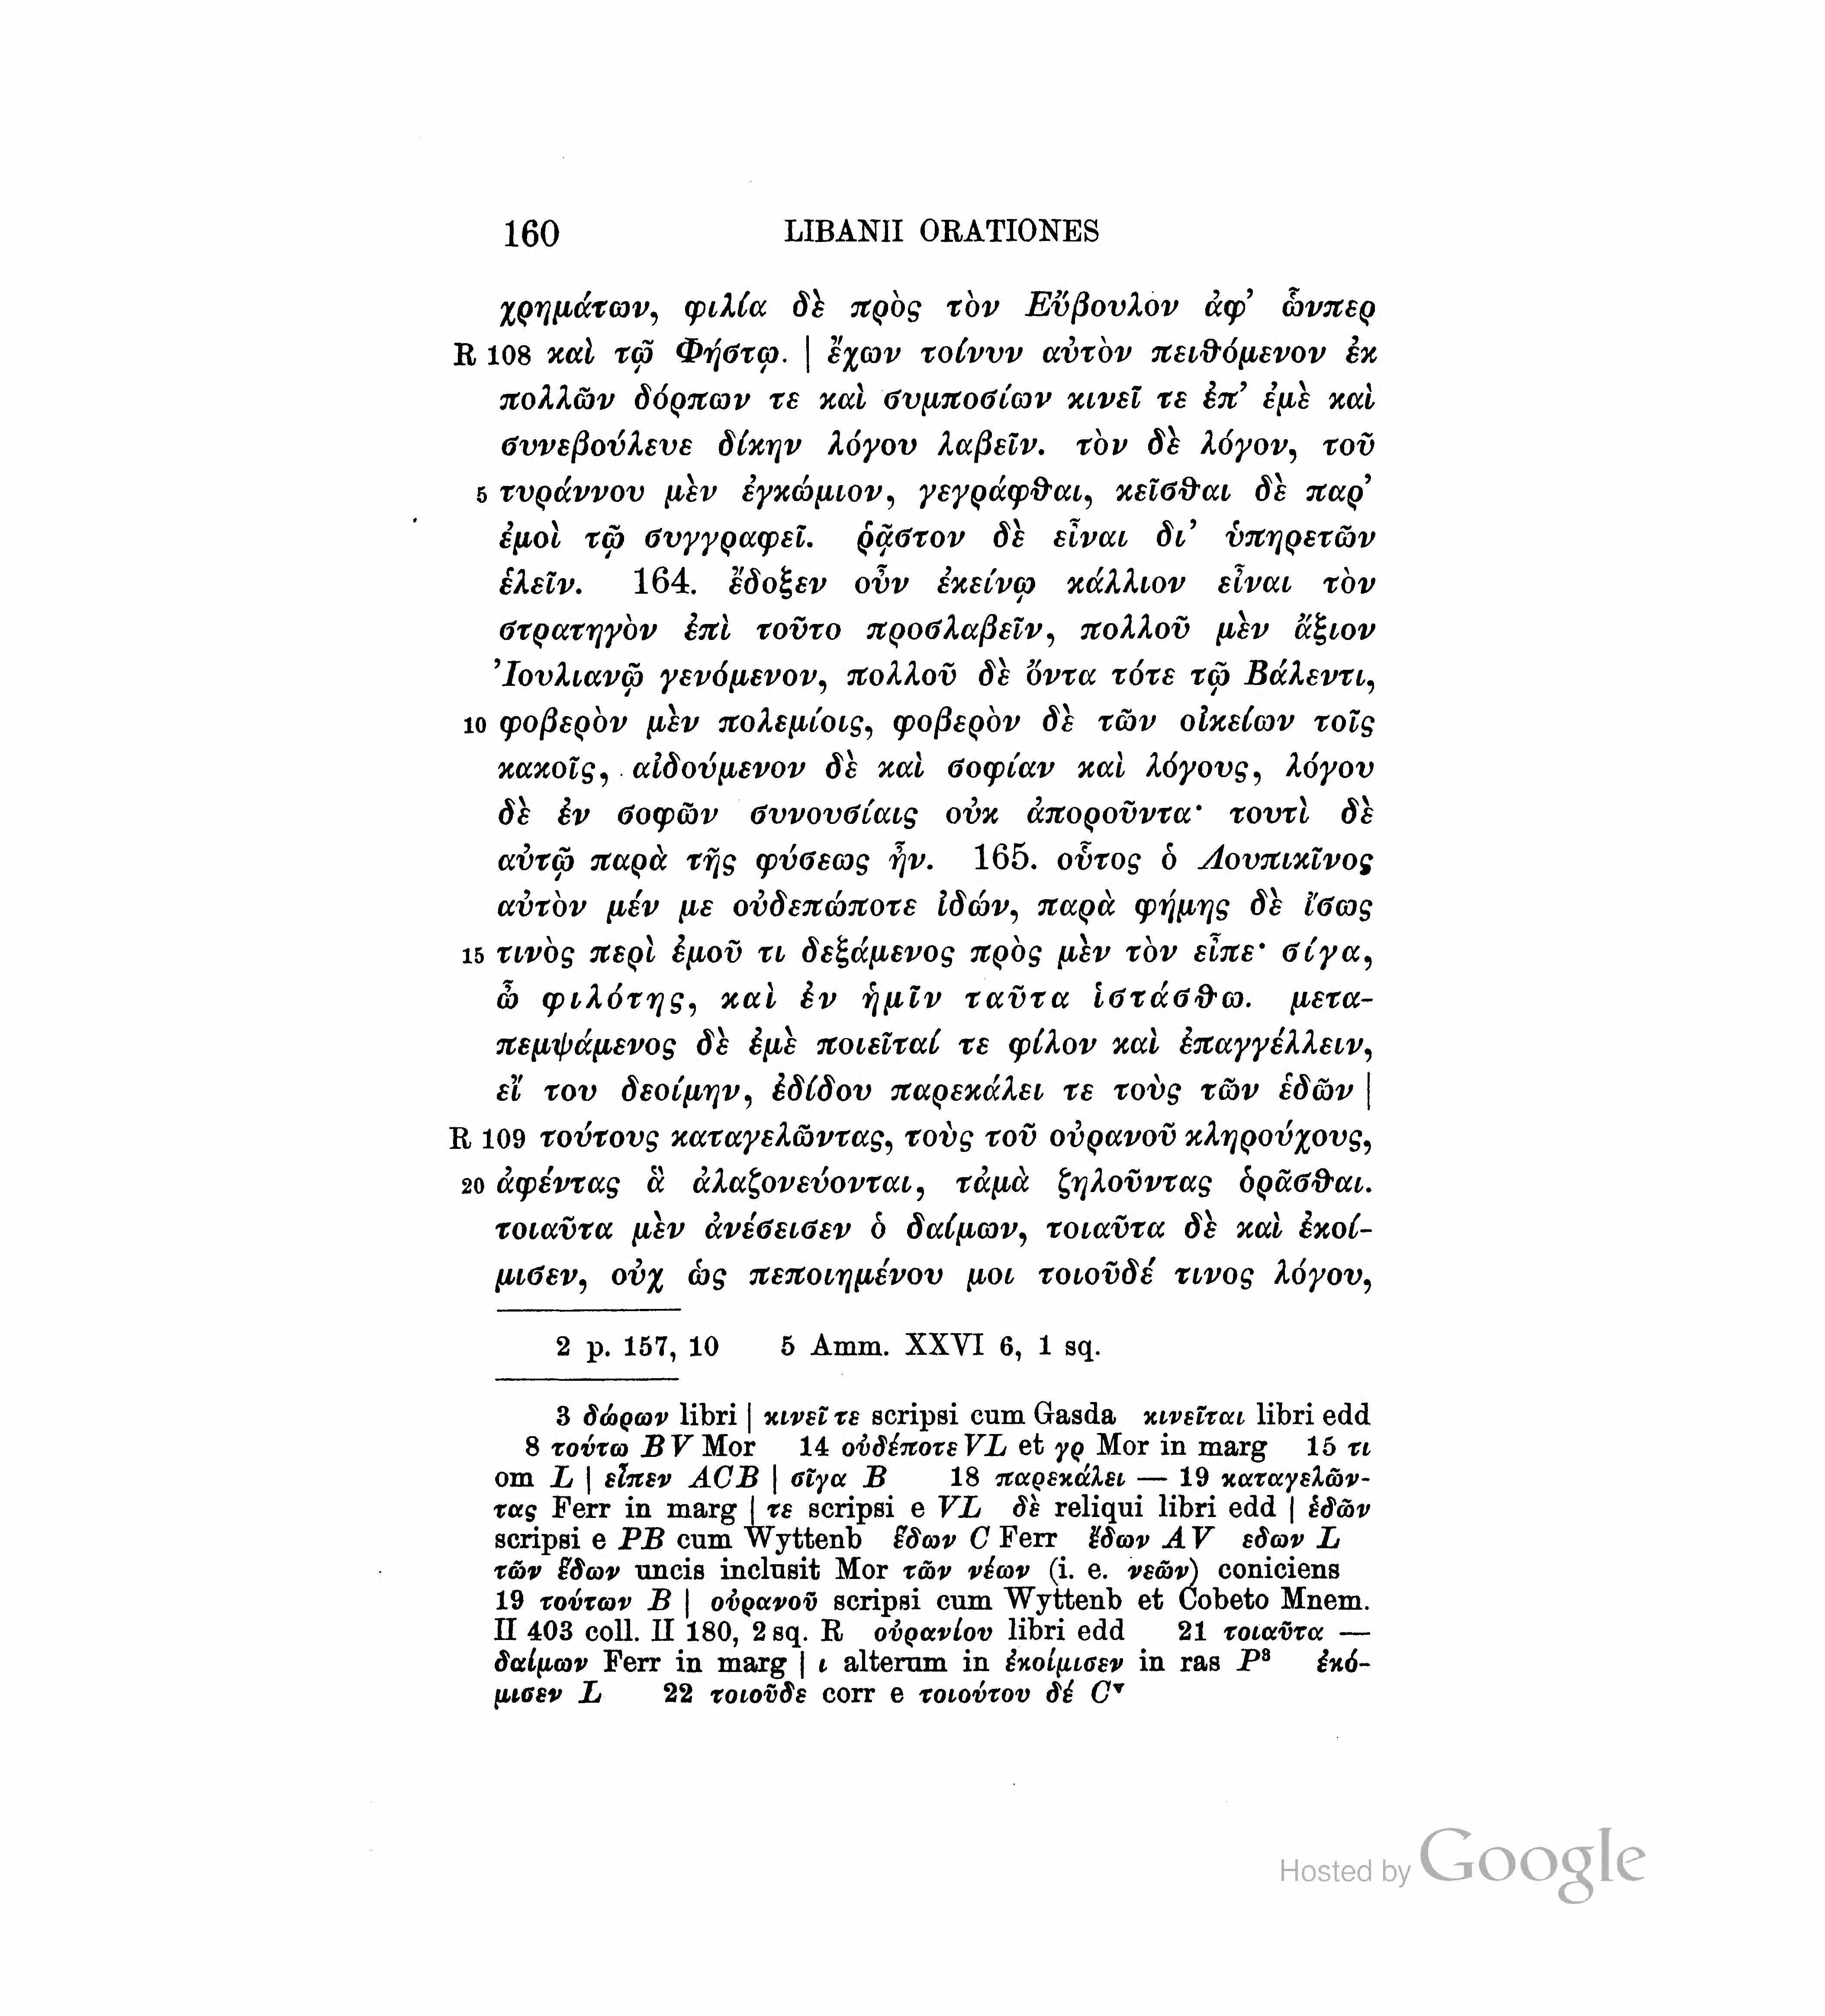 160 LIBANII ORATIONES
χρημάτων, φιλία δὲ πρὸς τὸν Εὔβουλον ἀφ’ ὧνπερ
R 108 καὶ τῷ Φήστῳ. | ἔχων τοίνυν αὐτὸν πειθόμενον ἐκ
πολλῶν δόρπων τε καὶ συμποσίων κινεῖ τε ἐπ’ ἐμὲ καὶ
συνεβούλευε δίκην λόγου λαβεῖν. τὸν δὲ λόγον, τοῦ
5 τυράννου μὲν ἐγκώμιον, γεγράφθαι, κεῖσθαι δὲ παρ’
ἐμοὶ τῷ συγγραφεῖ. ῥᾷστον δὲ εἶναι δι’ ὑπηρετῶν
ἑλεῖν. 164. ἔδοξεν οὖν ἐκείνῳ κάλλιον εἶναι τὸν
στρατηγὸν ἐπὶ τοῦτο προσλαβεῖν, πολλοῦ μὲν ἄξιον
Ἰουλιανῷ γενόμενον, πολλοῦ δὲ ὄντα τότε τῷ Βάλεντι,
10 φοβερὸν μὲν πολεμίοις, φοβερὸν δὲ τῶν οἰκείων τοῖς
κακοῖς, αἰδούμενον δὲ καὶ σοφίαν καὶ λόγους, λόγου
δὲ ἐν σοφῶν συνουσίαις οὐκ ἀποροῦντα· τουτὶ δὲ
αὐτῷ παρὰ τῆς φύσεως ἦν. 165. οὗτος ὁ Λουπικῖνος
αὐτὸν μέν με οὐδεπώποτε ἰδών, παρὰ φήμης δὲ ἴσως
15 τινὸς περὶ ἐμοῦ τι δεξάμενος πρὸς μὲν τὸν εἶπε· σίγα,
ὦ φιλότης, καὶ ἐν ἡμῖν ταῦτα ἱστάσθω. μετα-
πεμψάμενος δὲ ἐμὲ ποιεῖταί τε φίλον καὶ ἐπαγγέλλειν,
εἴ του δεοίμην, ἐδίδου παρεκάλει τε τοὺς τῶν ἑδῶν |
R 109 τούτους καταγελῶντας, τοὺς τοῦ οὐρανοῦ κληρούχους,
20 ἀφέντας ἃ ἀλαζονεύονται, τἀμὰ ζηλοῦντας ὁρᾶσθαι.
τοιαῦτα μὲν ἀνέσεισεν ὁ δαίμων, τοιαῦτα δὲ καὶ ἐκοί-
μισεν, οὐχ ὡς πεποιημένου μοι τοιοῦδέ τινος λόγου,
2 p. 157, 10 5 Amm. XXVI 6, 1 sq.
3 δώρων libri | κινεῖ τε scripsi cum Gasda κινεῖται libri edd
8 τούτω BV Mor 14 οὐδέποτε VL et γρ Mor in marg 15 τι
om L | εἶπεν ACB | σῖγα B 18 παρεκάλει — 19 καταγελῶν-
τας Ferr in marg | τε scripsi e VL δὲ reliqui libri edd | ἑδῶν
scripsi e PB cum Wyttenb ἕδων C Ferr ἔδων AV εδων L
τῶν ἕδων uncis inclusit Mor τῶν νέων (i. e. νεῶν) coniciens
19 τούτων B | οὐρανοῦ scripsi cum Wyttenb et Cobeto Mnem.
II 403 coll. II 180, 2 sq. R οὐρανίου libri edd 21 τοιαῦτα —
δαίμων Ferr in marg | ι alterum in ἐκοίμισεν in ras P³ ἐκό-
μισεν L 22 τοιοῦδε corr e τοιούτου δέ Cᵛ
Hosted by Google